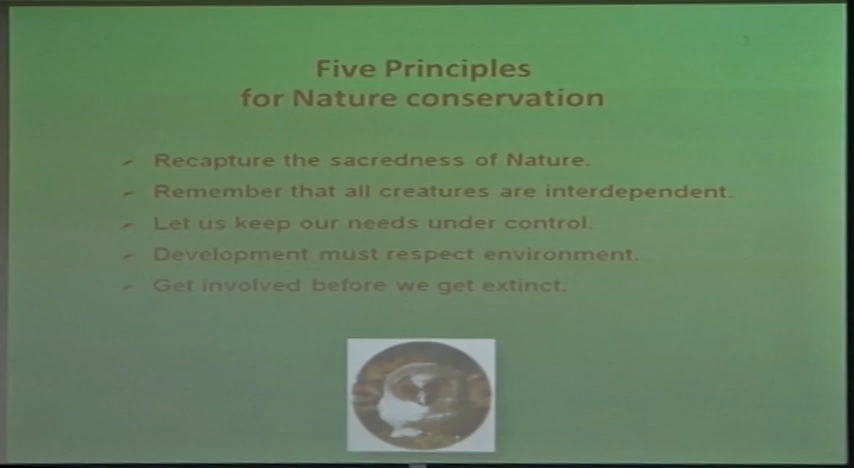 Five Principles
for Nature conservation
Recapture the sacredness of Nature.
Remember that all creatures are interdependent.
Let us keep our needs under control.
Development must respect environment.
Get involved before we get extinct.